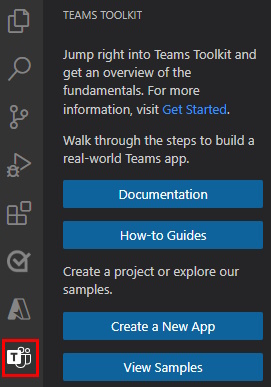 TEAMS TOOLKIT
Jump right into Teams Toolkit and
get an overview of the
fundamentals. For more
information, visit Get Started.
Walk through the steps to build a
real-world Teams app.
Documentation
How-to Guides
Create a project or explore our
samples.
Create a New App
View Samples
T